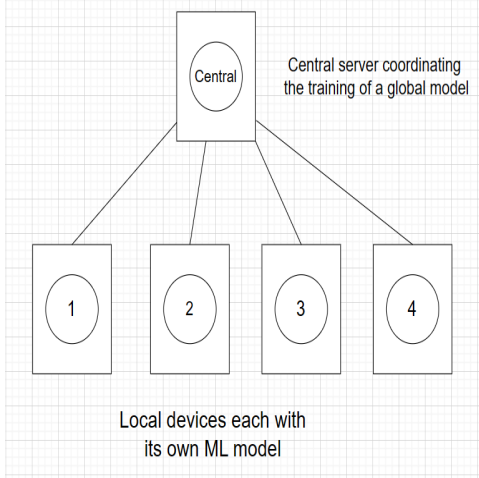 Central
Central server coordinating
the training of a global model
1
2
3
4
Local devices each with
its own ML model